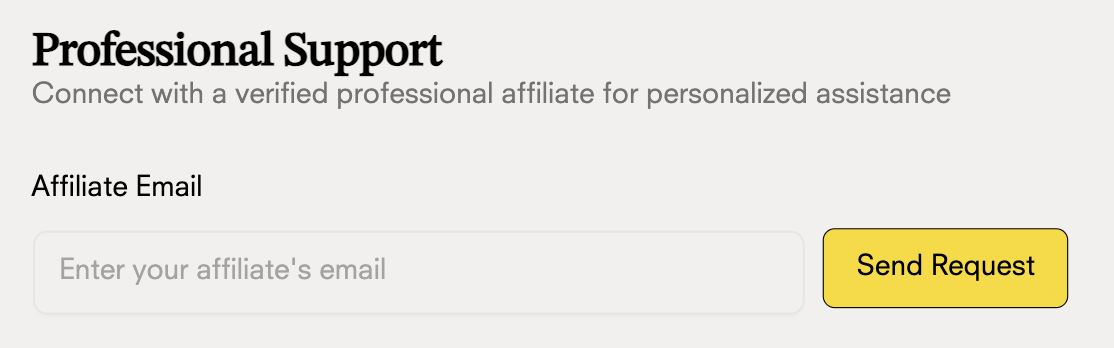 Professional Support
Connect with a verified professional affiliate for personalized assistance
Affiliate Email
Enter your affiliate's email
Send Request